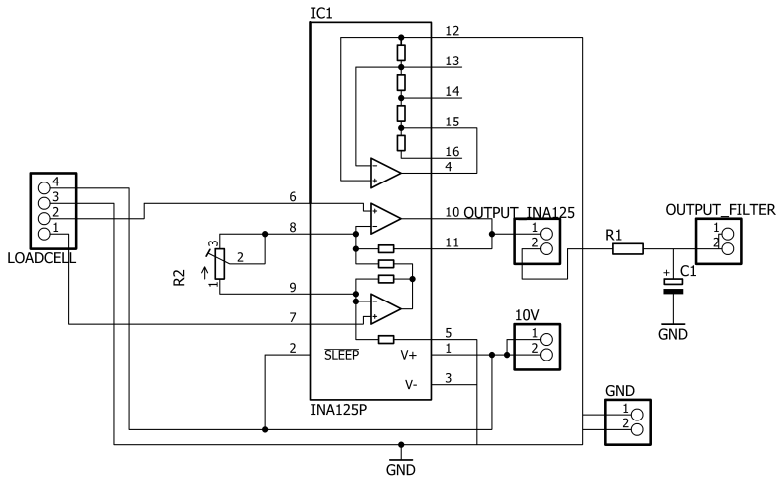 IC1
12
13
14
15
16
4
4
3
2
1
LOADCELL
6
8
9
7
2
R2
3
2
1
10
11
5
1
3
SLEEP
V+
V-
INA125P
OUTPUT_INA125
1
2
R1
OUTPUT_FILTER
1
2
+
C1
GND
10V
1
2
GND
1
2
GND